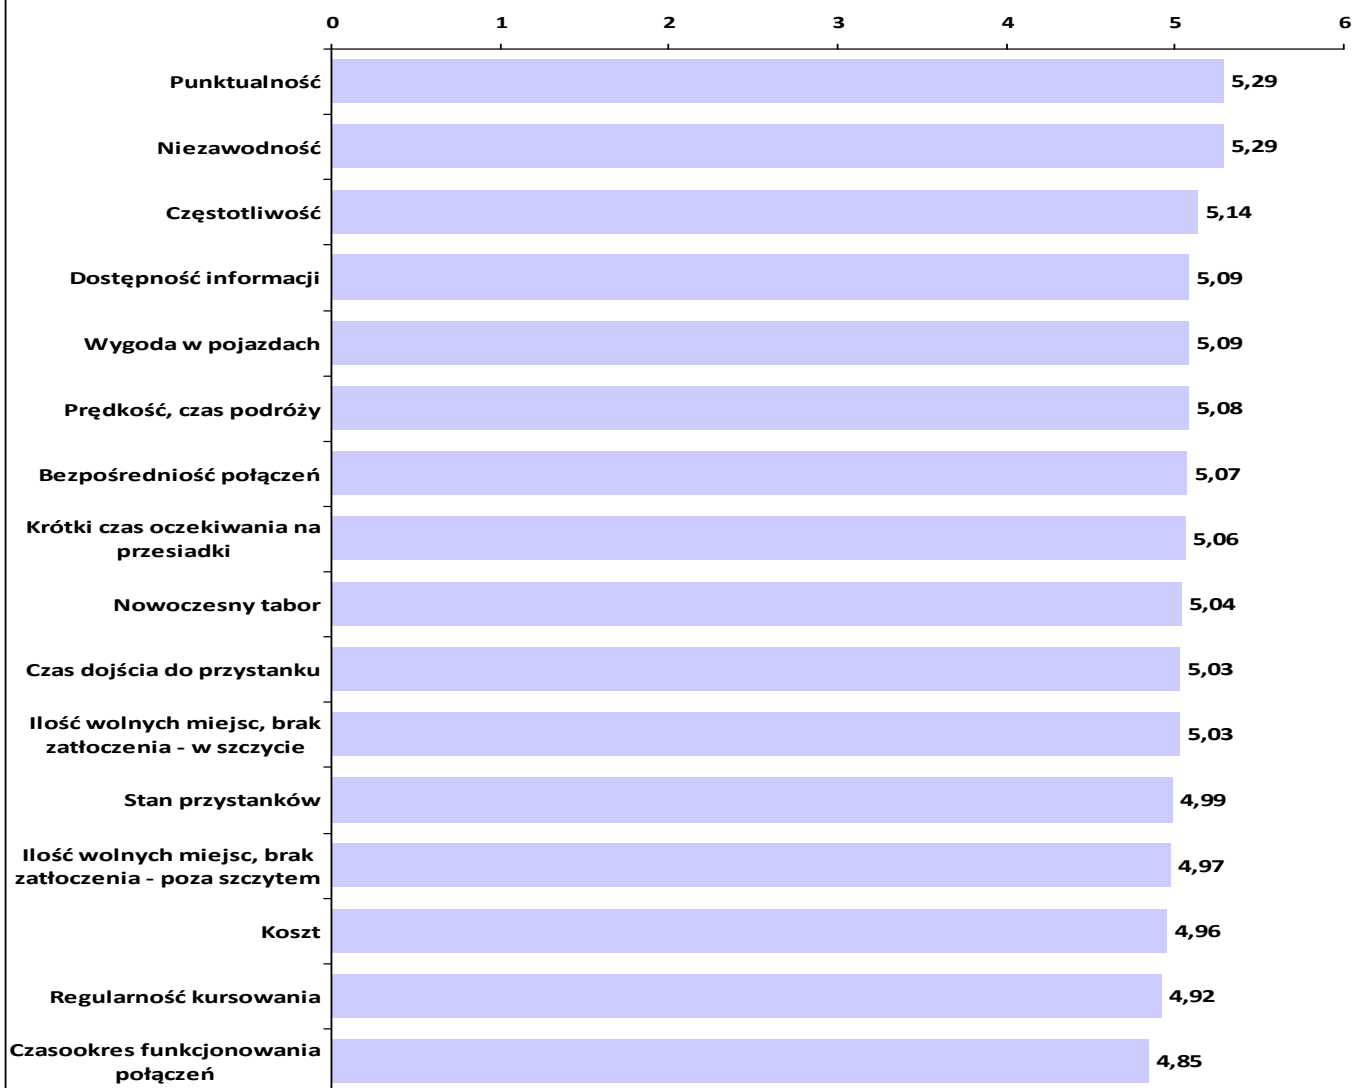 0 1 2 3 4 5 6
Punktualność 5,29
Niezawodność 5,29
Częstotliwość 5,14
Dostępność informacji 5,09
Wygoda w pojazdach 5,09
Prędkość, czas podróży 5,08
Bezpośredniość połączeń 5,07
Krótki czas oczekiwania na
przesiadki 5,06
Nowoczesny tabor 5,04
Czas dojścia do przystanku 5,03
Ilość wolnych miejsc, brak
zatłoczenia - w szczycie 5,03
Stan przystanków 4,99
Ilość wolnych miejsc, brak
zatłoczenia - poza szczytem 4,97
Koszt 4,96
Regularność kursowania 4,92
Czasookres funkcjonowania
połączeń 4,85